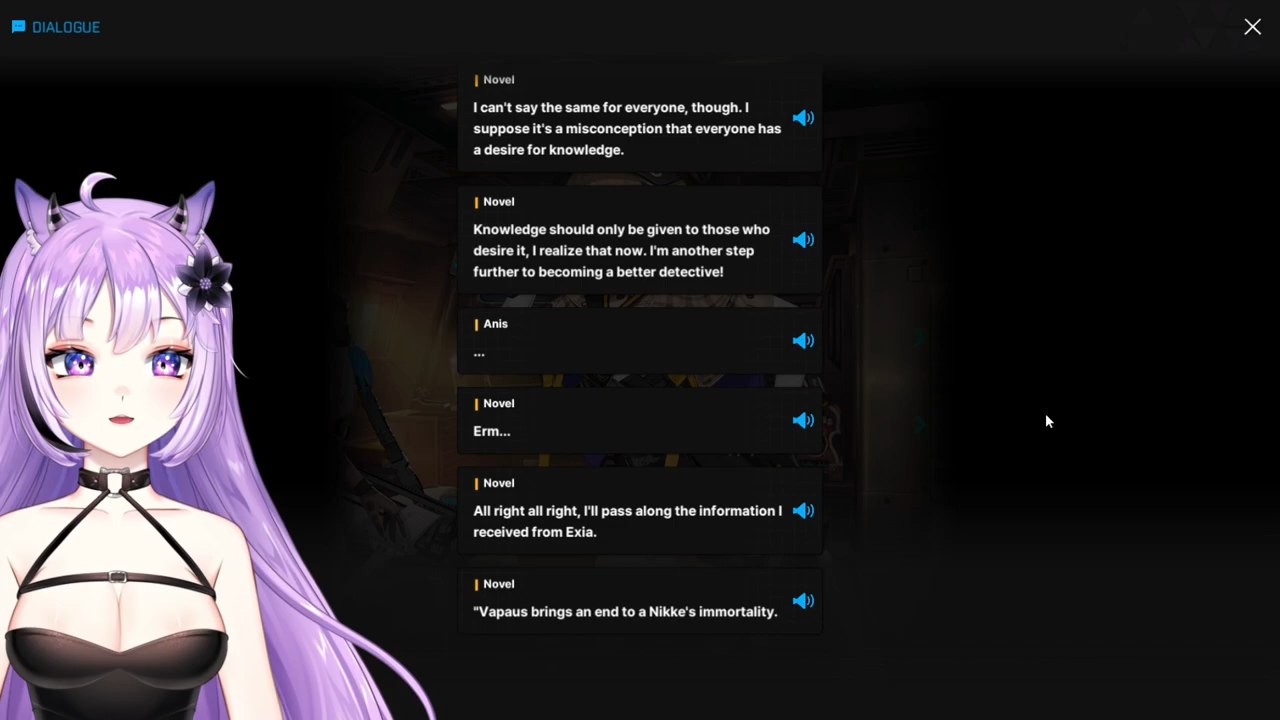 DIALOGUE
Novel
I can't say the same for everyone, though. I
suppose it's a misconception that everyone has
a desire for knowledge.
Novel
Knowledge should only be given to those who
desire it, I realize that now. I'm another step
further to becoming a better detective!
Anis
...
Novel
Erm...
Novel
All right all right, I'll pass along the information I
received from Exia.
Novel
"Vapaus brings an end to a Nikke's immortality.